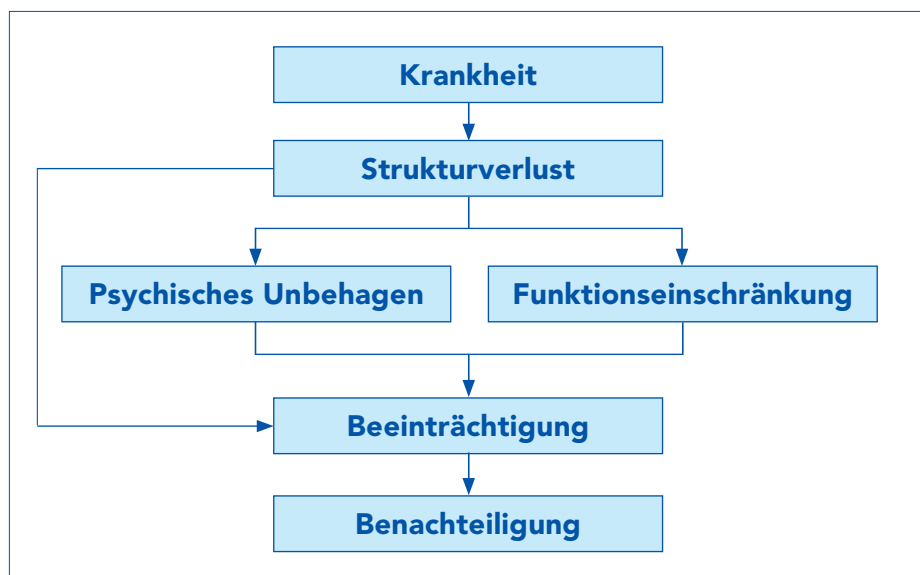 Krankheit
Strukturverlust
Psychisches Unbehagen
Funktionseinschränkung
Beeinträchtigung
Benachteiligung